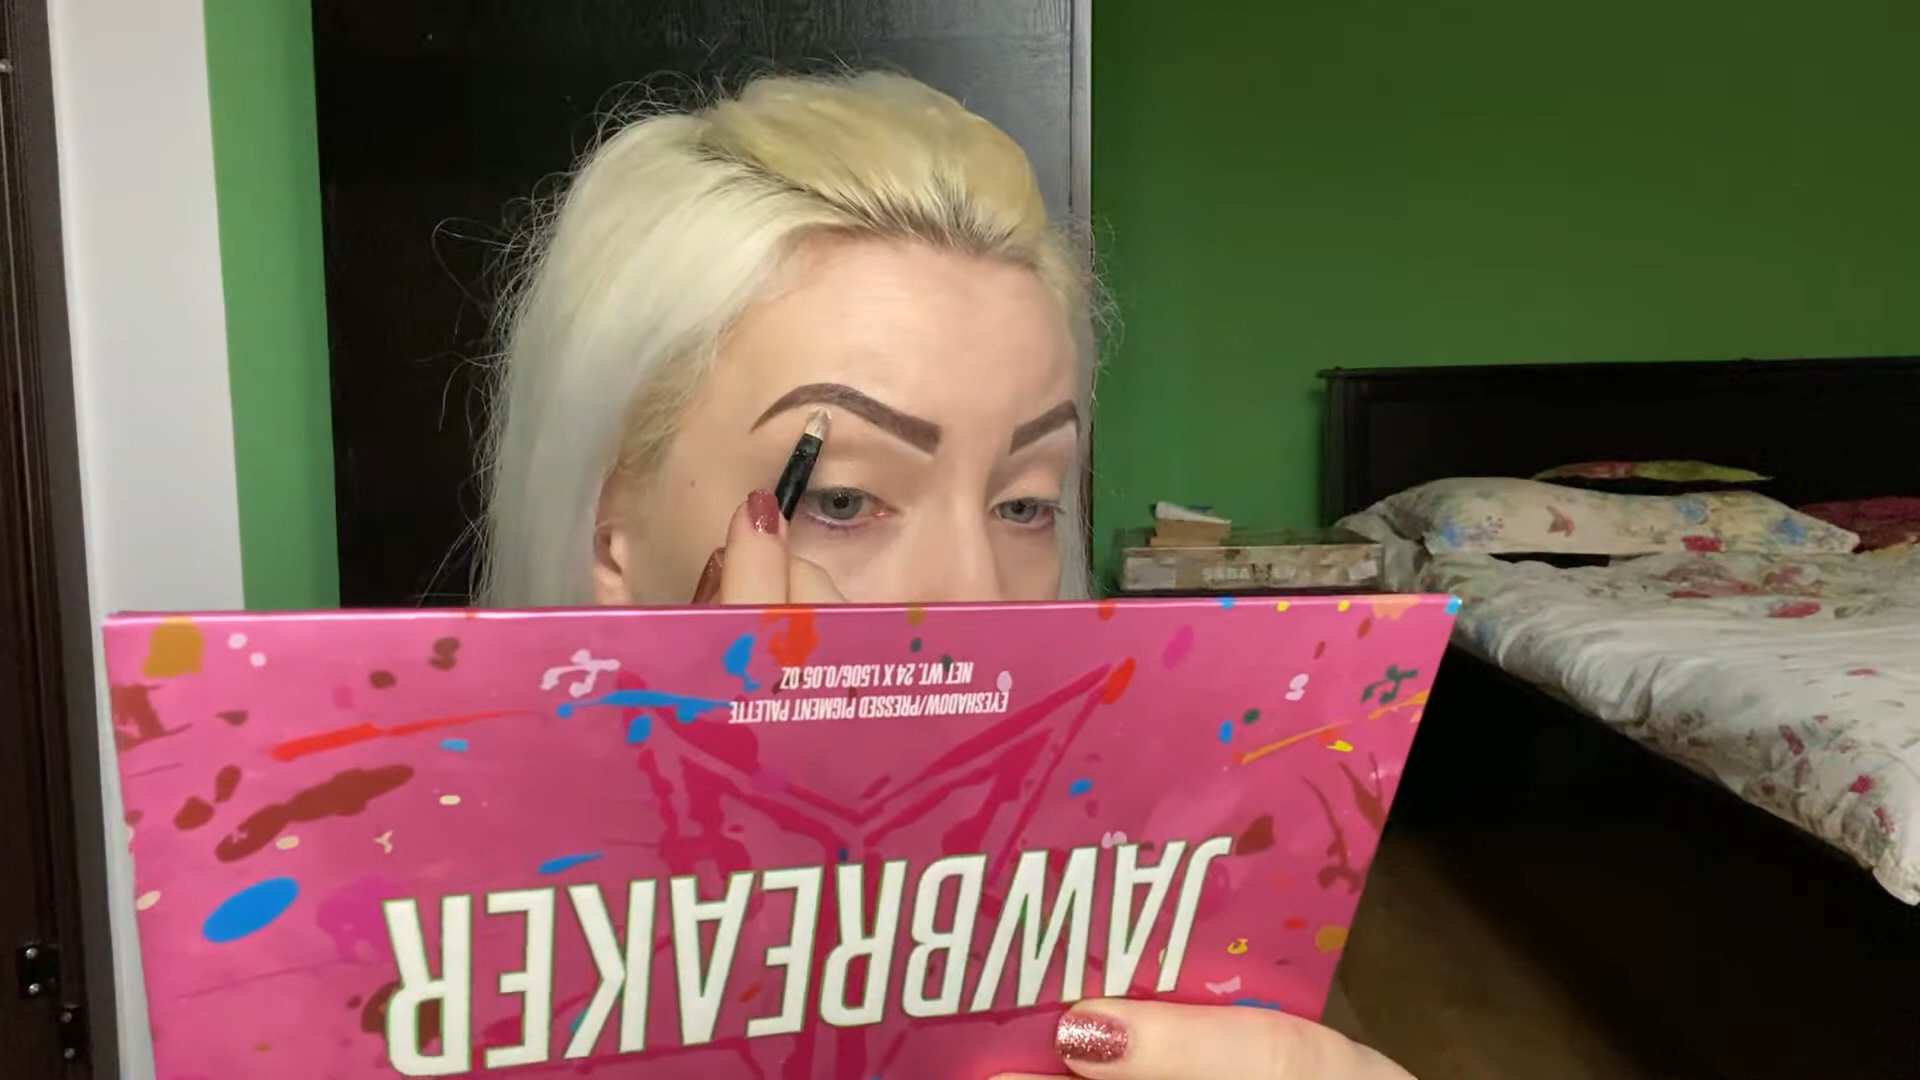 JAWBREAKER
EYESHADOW/PRESSED PIGMENT PALETTE
NET WT. 24 X 1.50G/0.05 OZ